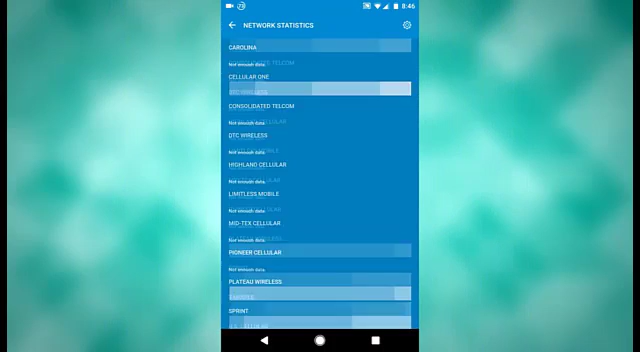 8:46
NETWORK STATISTICS
CAROLINA
Not enough data.
CELLULAR ONE
CONSOLIDATED TELCOM
Not enough data.
DTC WIRELESS
Not enough data.
HIGHLAND CELLULAR
Not enough data.
LIMITLESS MOBILE
Not enough data.
MID-TEX CELLULAR
Not enough data.
PIONEER CELLULAR
Not enough data.
PLATEAU WIRELESS
SPRINT